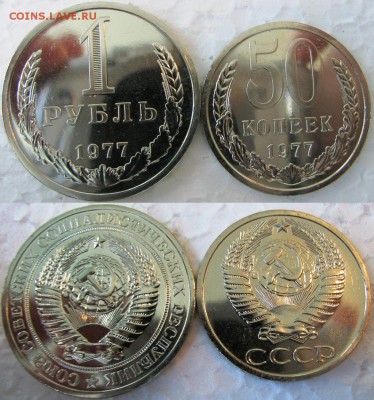 COINS.LAVE.RU
1
РУБЛЬ
1977
50
КОПЕЕК
1977
СОЮЗ СОВЕТСКИХ СОЦИАЛИСТИЧЕСКИХ РЕСПУБЛИК
СССР